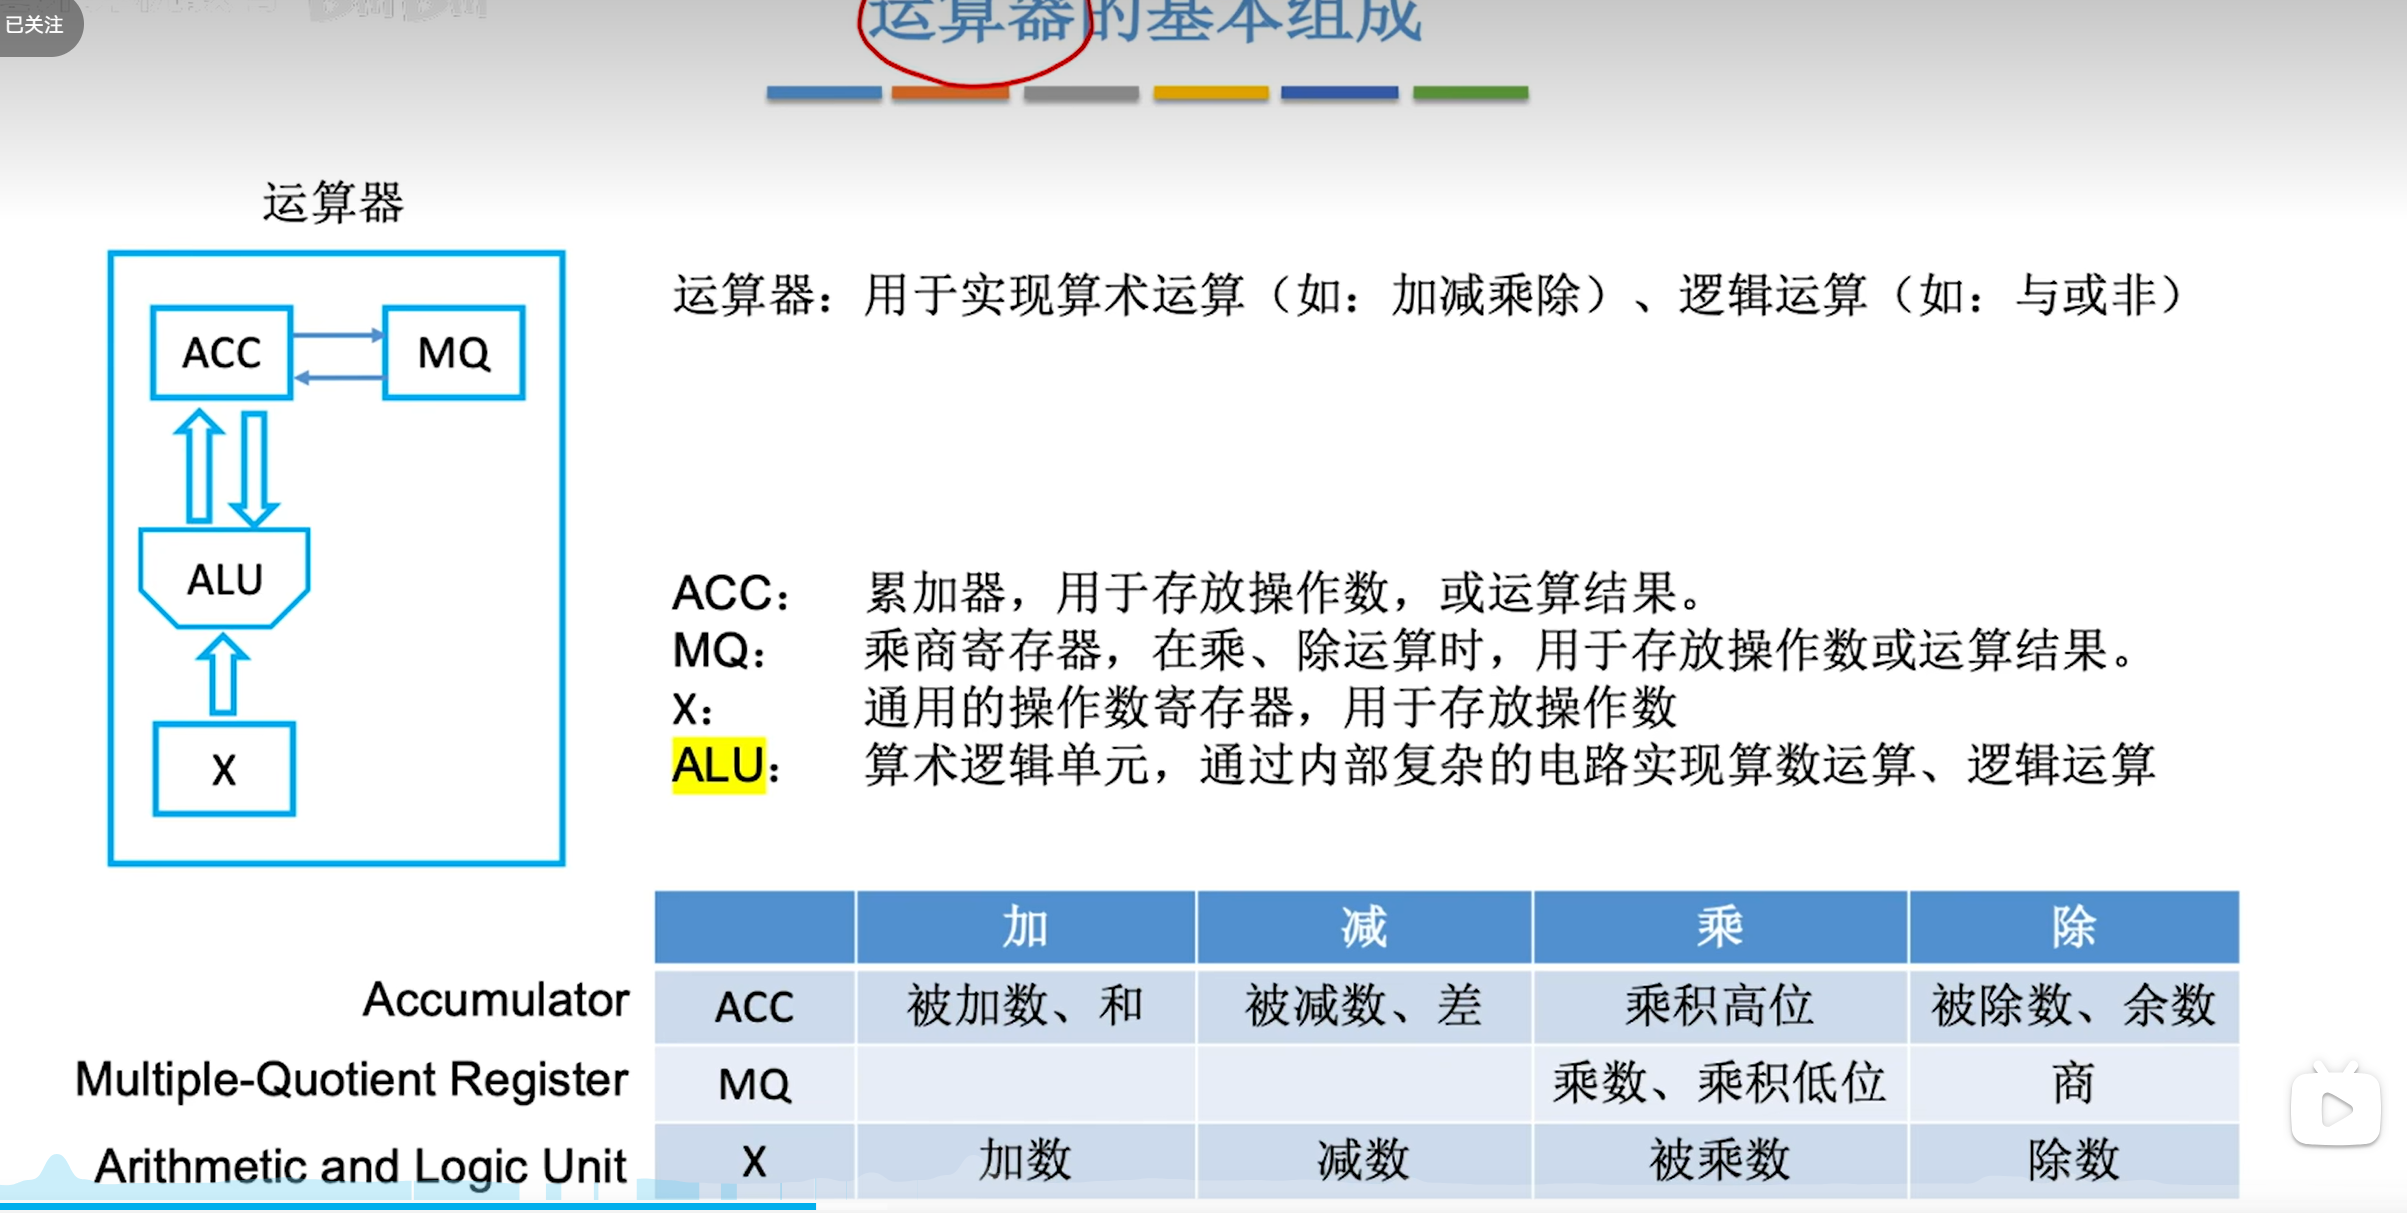 已关注
运算器的基本组成
运算器
ACC
MQ
ALU
X
运算器：用于实现算术运算（如：加减乘除）、逻辑运算（如：与或非）
ACC： 累加器，用于存放操作数，或运算结果。
MQ： 乘商寄存器，在乘、除运算时，用于存放操作数或运算结果。
X： 通用的操作数寄存器，用于存放操作数
ALU： 算术逻辑单元，通过内部复杂的电路实现算数运算、逻辑运算
加 减 乘 除
Accumulator ACC 被加数、和 被减数、差 乘积高位 被除数、余数
Multiple-Quotient Register MQ 乘数、乘积低位 商
Arithmetic and Logic Unit X 加数 减数 被乘数 除数